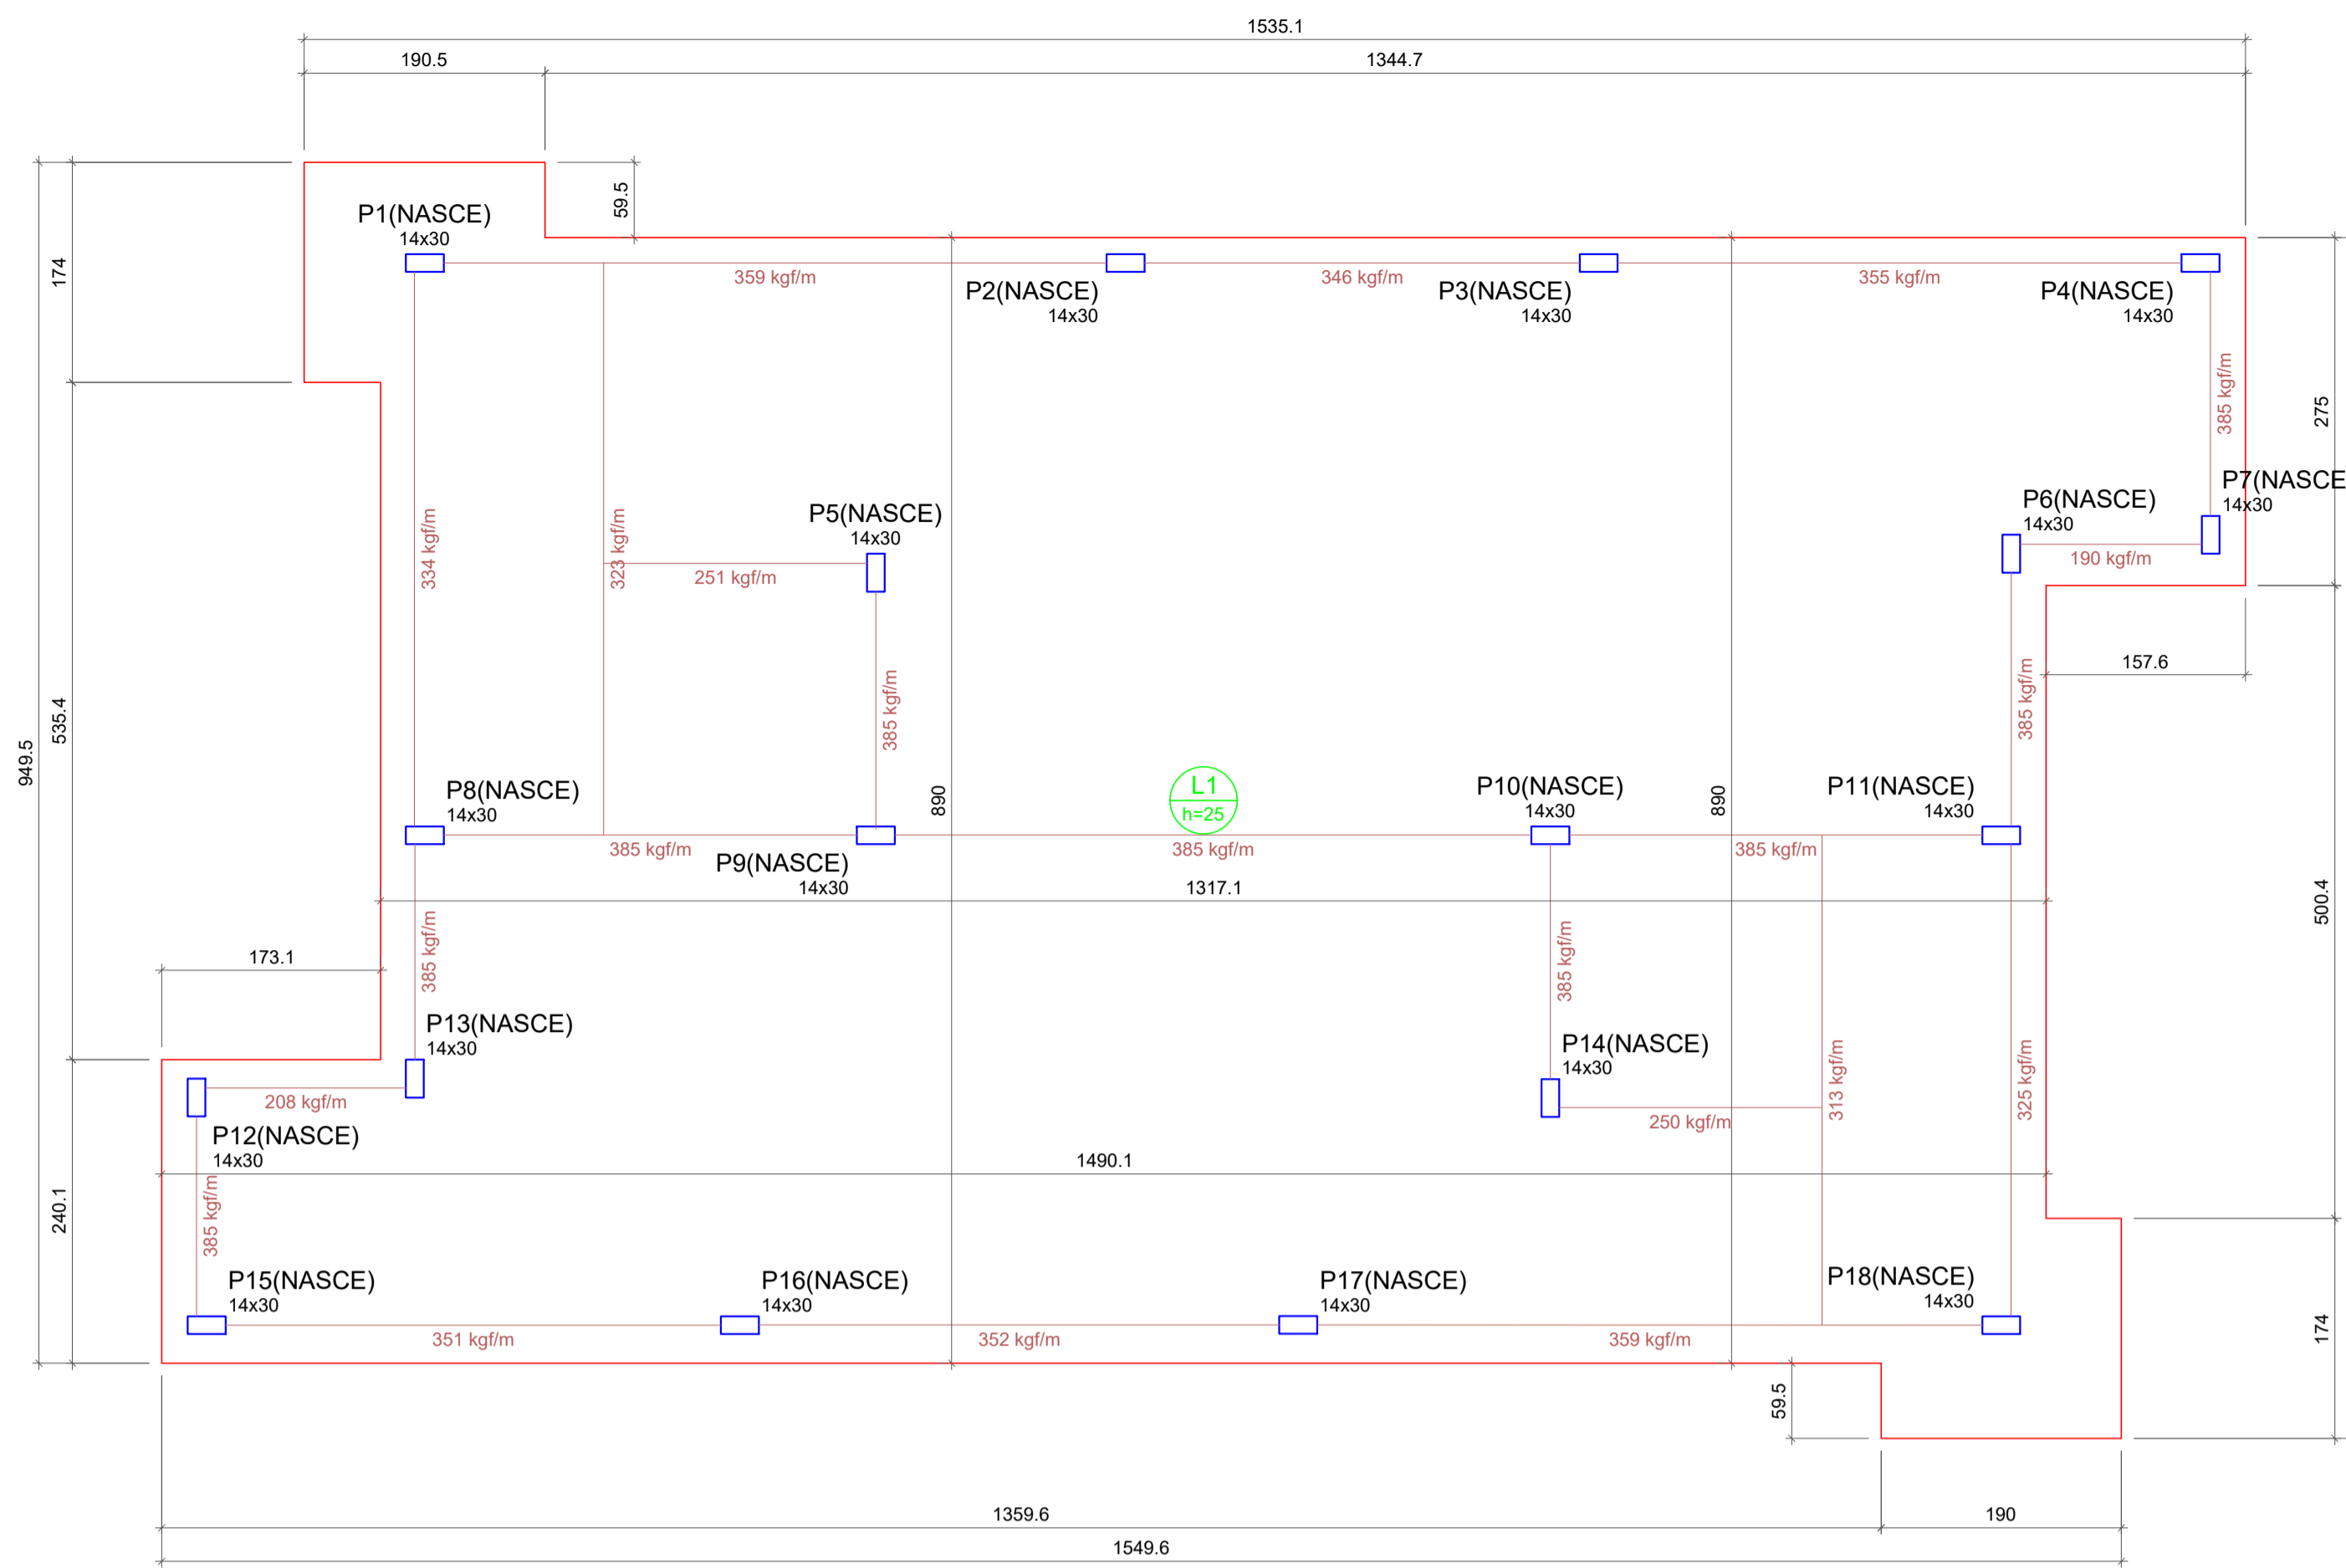 1535.1
190.5
1344.7
59.5
174
P1(NASCE)
14x30
359 kgf/m
346 kgf/m
355 kgf/m
P2(NASCE)
14x30
P3(NASCE)
14x30
P4(NASCE)
14x30
385 kgf/m
275
P7(NASCE
14x30
P6(NASCE)
14x30
190 kgf/m
P5(NASCE)
14x30
334 kgf/m
323 kgf/m
251 kgf/m
157.6
385 kgf/m
385 kgf/m
535.4
949.5
P8(NASCE)
14x30
890
L1
h=25
P10(NASCE)
14x30
890
P11(NASCE)
14x30
385 kgf/m
P9(NASCE)
14x30
385 kgf/m
385 kgf/m
1317.1
500.4
173.1
385 kgf/m
385 kgf/m
P13(NASCE)
14x30
P14(NASCE)
14x30
313 kgf/m
325 kgf/m
208 kgf/m
250 kgf/m
P12(NASCE)
14x30
1490.1
240.1
385 kgf/m
P15(NASCE)
14x30
P16(NASCE)
14x30
P17(NASCE)
14x30
P18(NASCE)
14x30
351 kgf/m
352 kgf/m
359 kgf/m
174
59.5
1359.6
190
1549.6